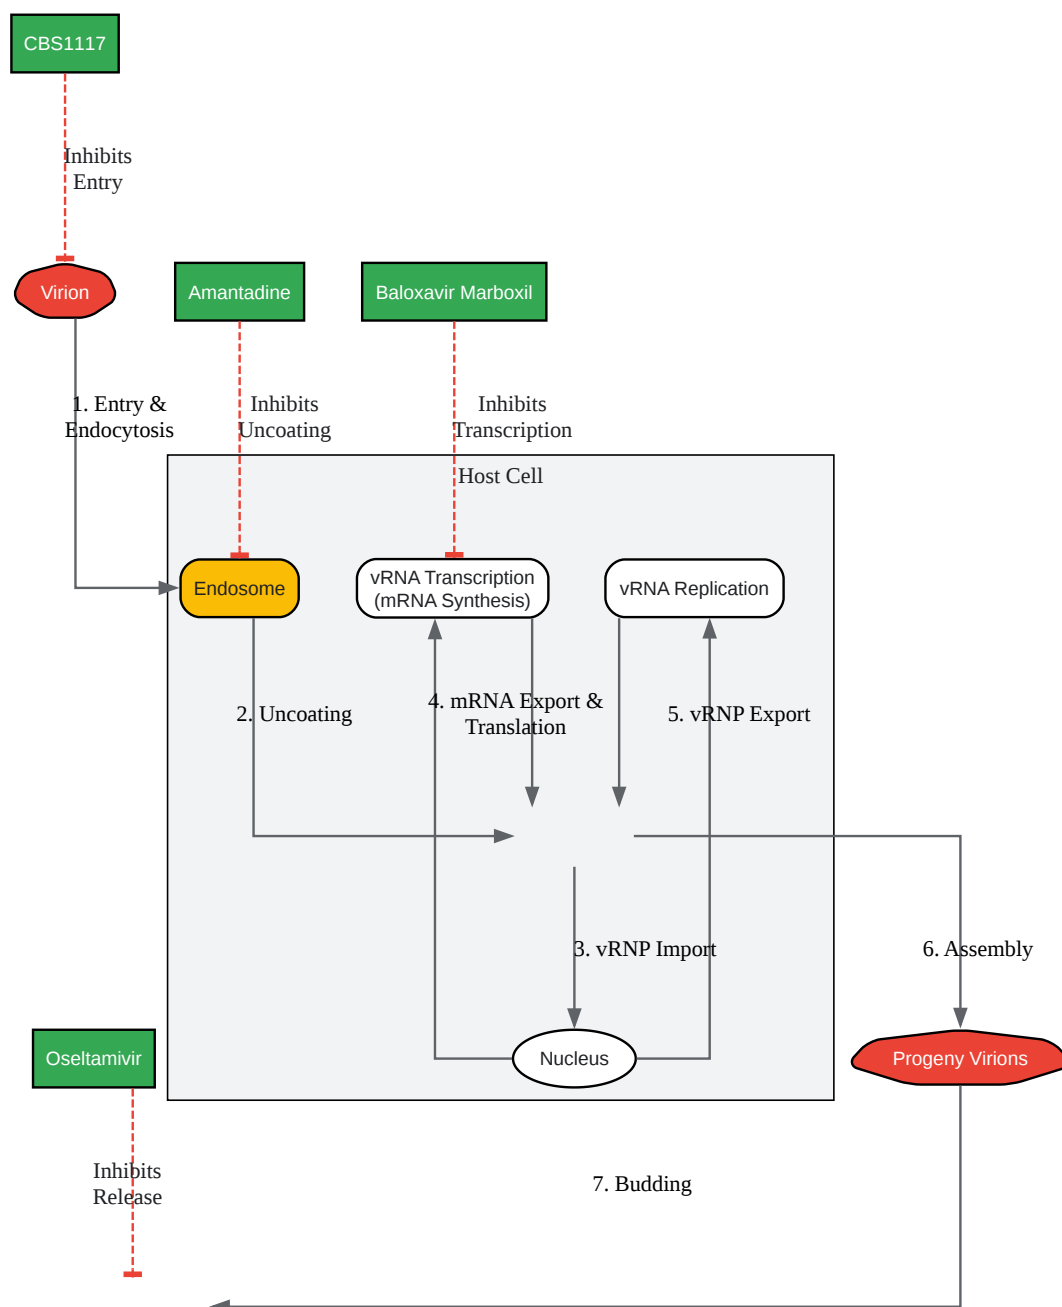 CBS1117
Inhibits
Entry
Virion
Amantadine
Baloxavir Marboxil
1. Entry &
Endocytosis
Inhibits
Uncoating
Inhibits
Transcription
Host Cell
Endosome
vRNA Transcription
(mRNA Synthesis)
vRNA Replication
2. Uncoating
4. mRNA Export &
Translation
5. vRNP Export
3. vRNP Import
6. Assembly
Oseltamivir
Nucleus
Progeny Virions
Inhibits
Release
7. Budding